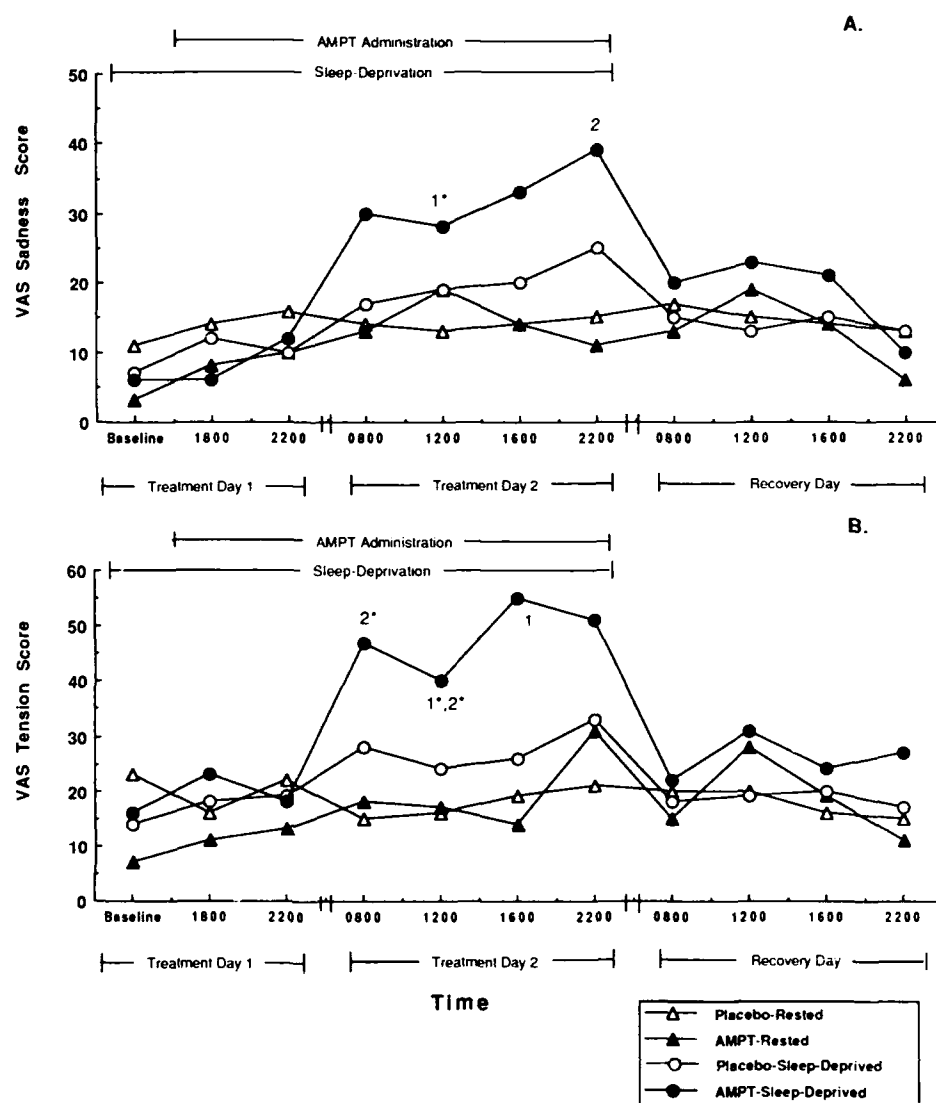 A.
AMPT Administration
Sleep-Deprivation
VAS Sadness Score
50
40
30
20
10
0
2
1*
Baseline 1800 2200 0800 1200 1600 2200 0800 1200 1600 2200
Treatment Day 1 Treatment Day 2 Recovery Day
B.
AMPT Administration
Sleep-Deprivation
VAS Tension Score
60
50
40
30
20
10
0
2*
1
1*,2*
Baseline 1800 2200 0800 1200 1600 2200 0800 1200 1600 2200
Treatment Day 1 Treatment Day 2 Recovery Day
Time
Placebo-Rested
AMPT-Rested
Placebo-Sleep-Deprived
AMPT-Sleep-Deprived